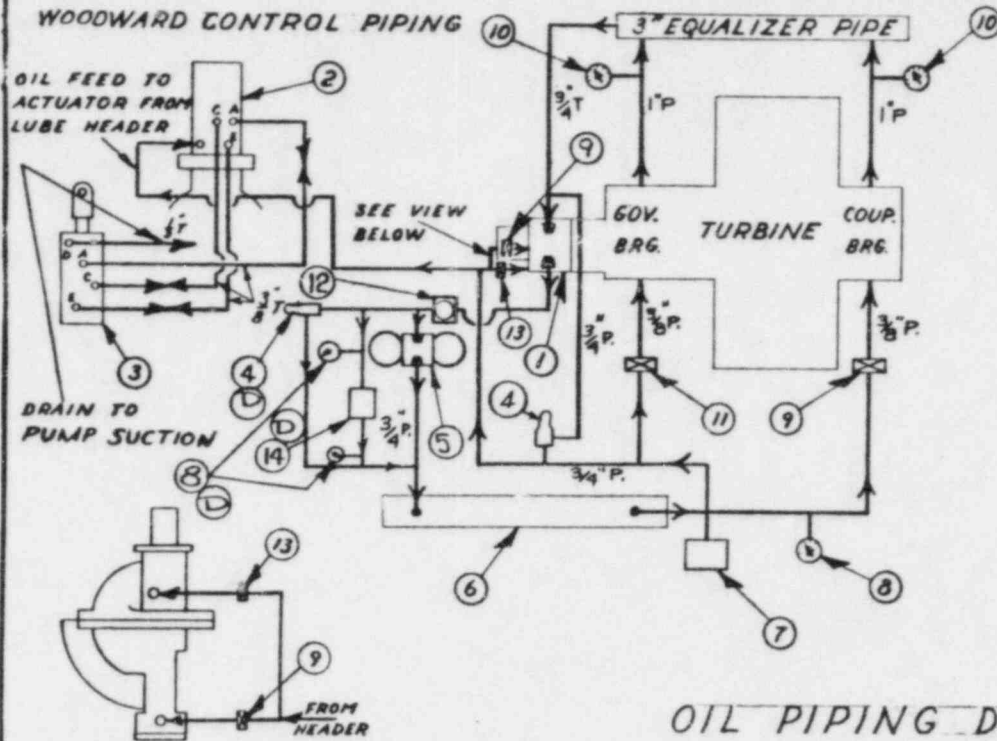 WOODWARD CONTROL PIPING
3" EQUALIZER PIPE
10
10
OIL FEED TO
ACTUATOR FROM
LUBE HEADER
2
C A
3/4" T
1" P
1" P
SEE VIEW
BELOW
9
GOV.
BRG.
TURBINE
COUP.
BRG.
1/2" T
D A
C
12
3/8" T
13
1
3/4" P.
3/8" P.
3/8" P.
3
4
D
5
4
11
9
DRAIN TO
PUMP SUCTION
D
14
8
D
3/4" P.
3/4" P.
6
7
8
13
9
FROM
HEADER
OIL PIPING D